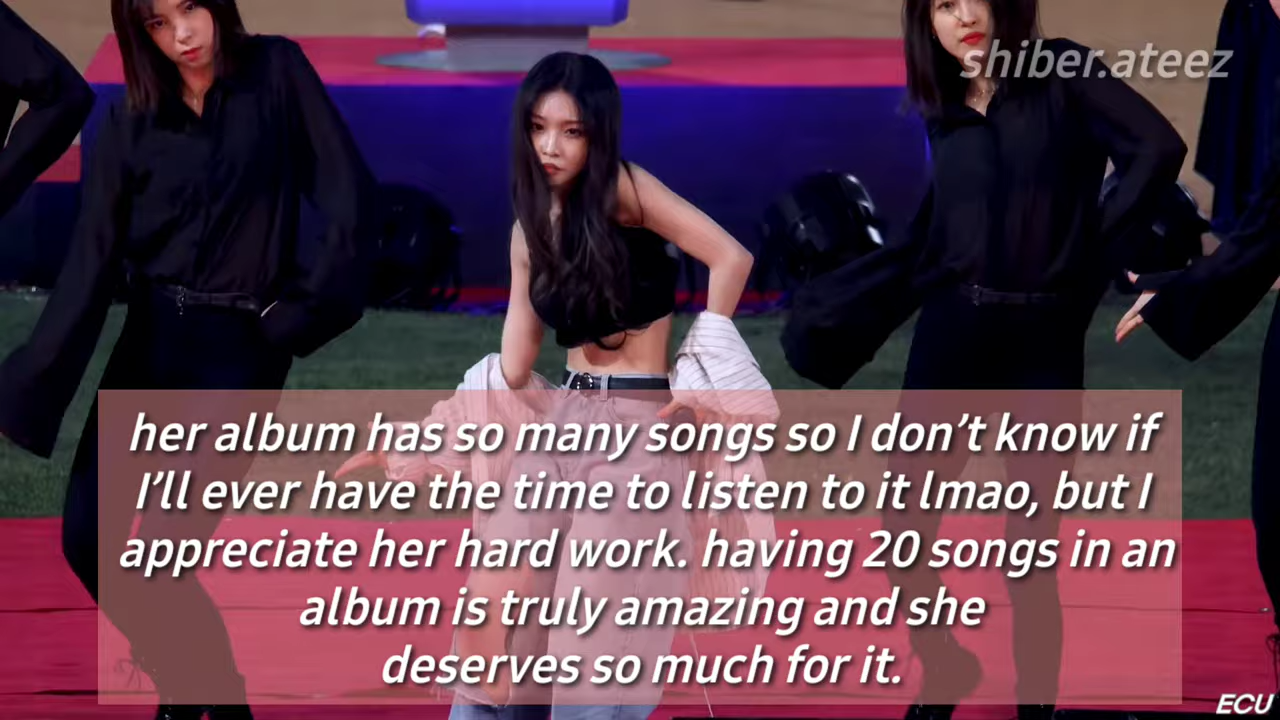 shiber.ateez
her album has so many songs so I don’t know if
I’ll ever have the time to listen to it lmao, but I
appreciate her hard work. having 20 songs in an
album is truly amazing and she
deserves so much for it.
ECU